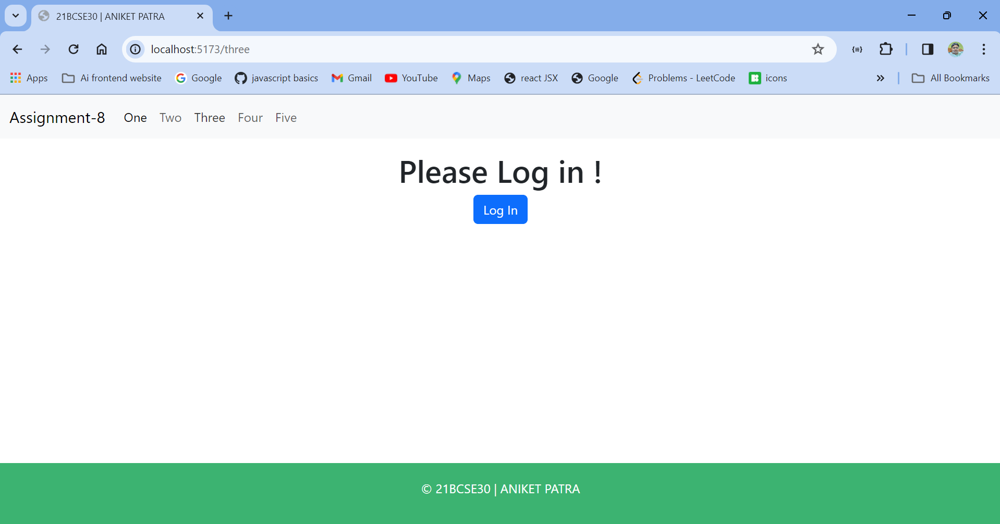 21BCSE30 | ANIKET PATRA
localhost:5173/three
Apps Ai frontend website Google javascript basics Gmail YouTube Maps react JSX Google Problems - LeetCode icons All Bookmarks
Assignment-8 One Two Three Four Five
Please Log in !
Log In
© 21BCSE30 | ANIKET PATRA